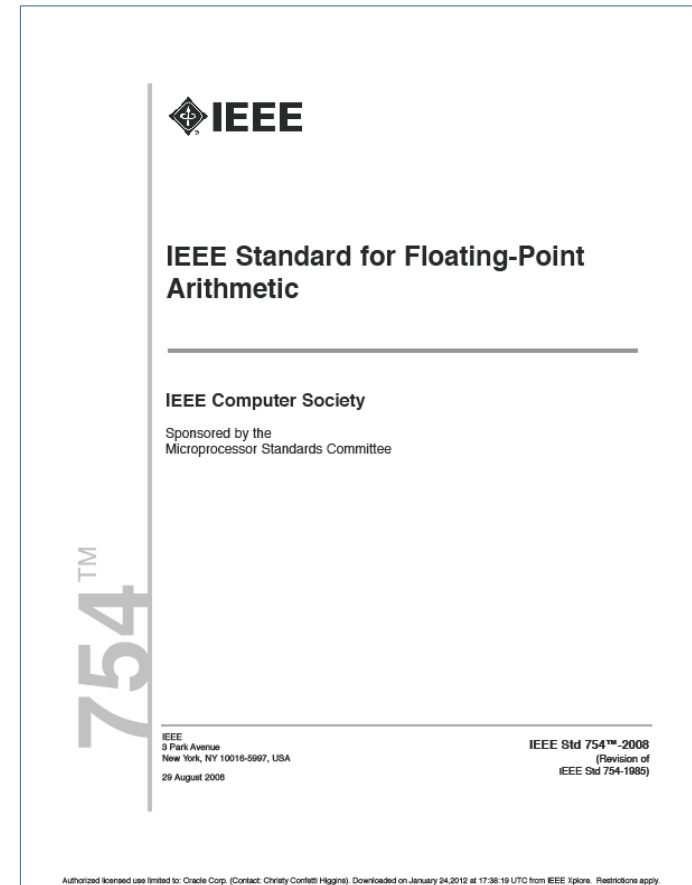 IEEE
IEEE Standard for Floating-Point
Arithmetic
IEEE Computer Society
Sponsored by the
Microprocessor Standards Committee
754™
IEEE
3 Park Avenue
New York, NY 10016-5997, USA
29 August 2008
IEEE Std 754™-2008
(Revision of
IEEE Std 754-1985)
Authorized licensed use limited to: Oracle Corp. (Contact: Christy Confetti Higgins). Downloaded on January 24,2012 at 17:38:19 UTC from IEEE Xplore. Restrictions apply.